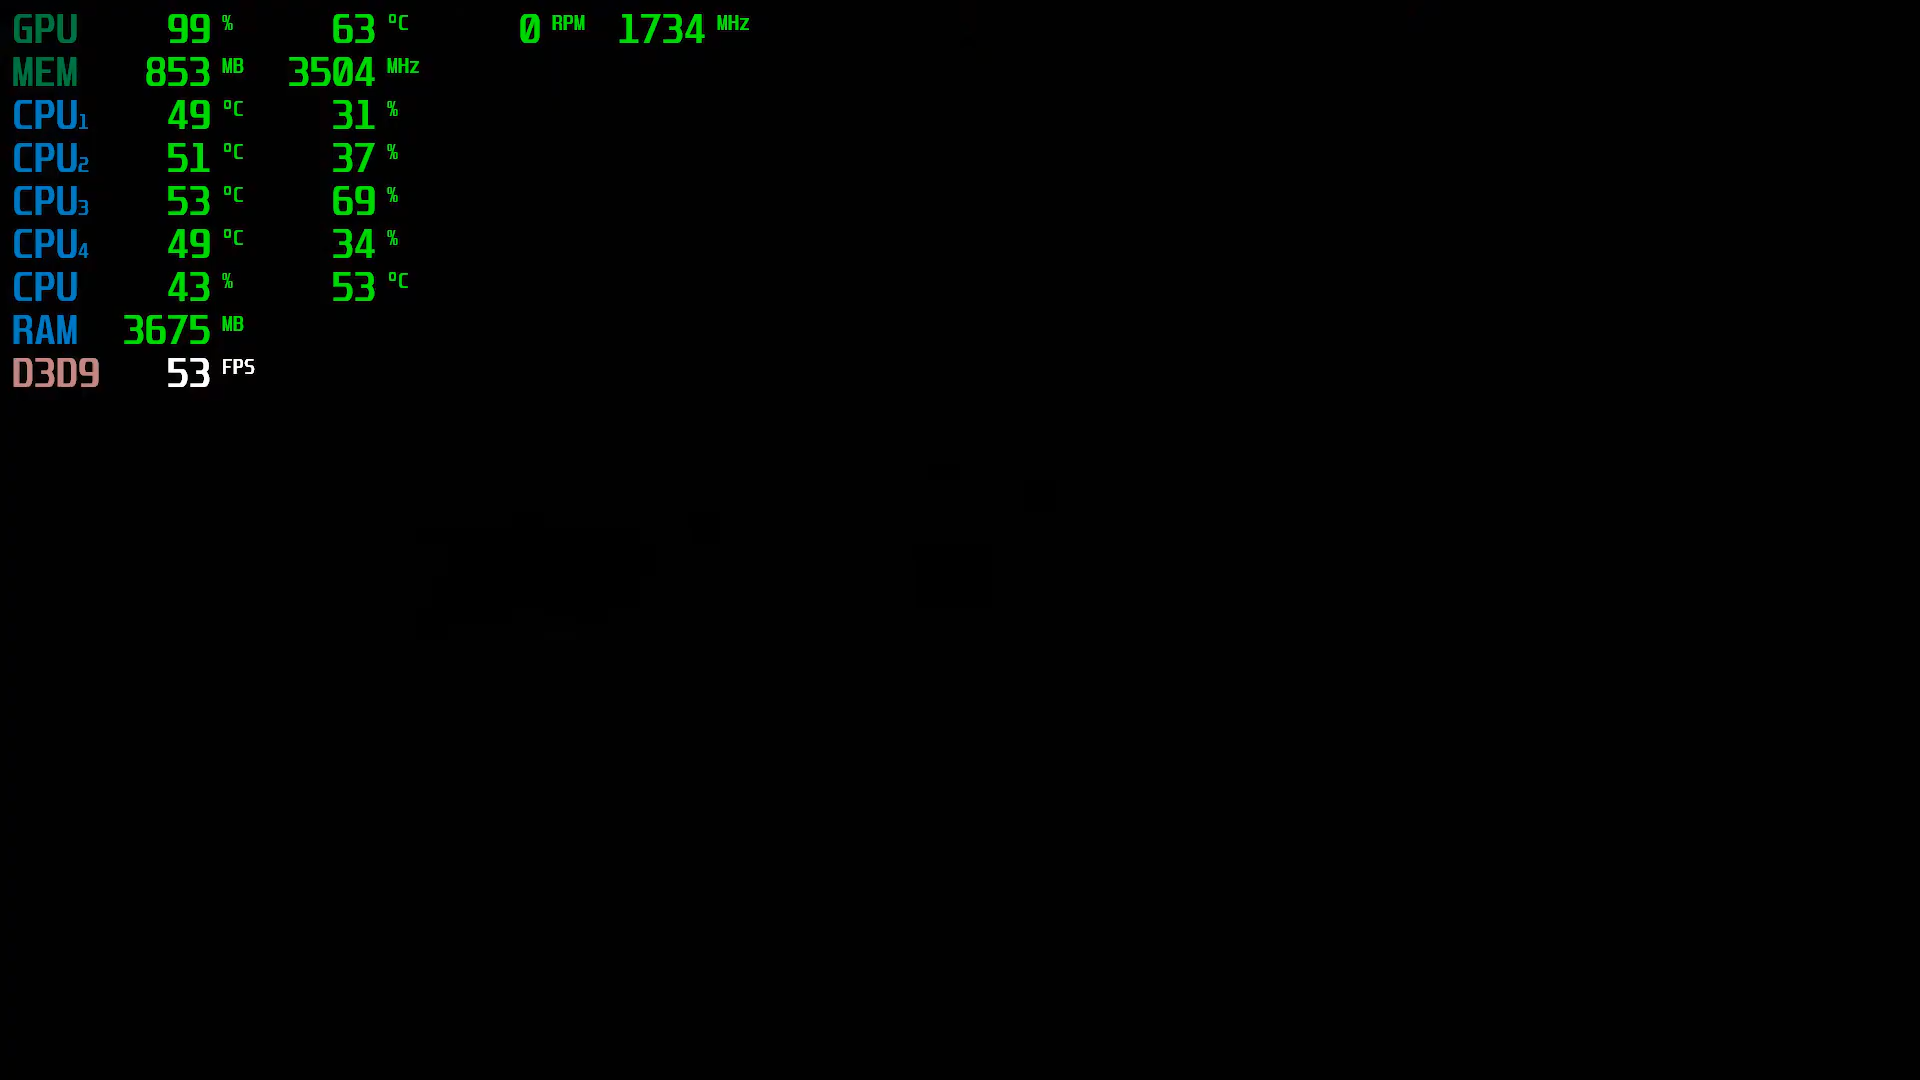 GPU 99 % 63 °C 0 RPM 1734 MHz
MEM 853 MB 3504 MHz
CPU1 49 °C 31 %
CPU2 51 °C 37 %
CPU3 53 °C 69 %
CPU4 49 °C 34 %
CPU 43 % 53 °C
RAM 3675 MB
D3D9 53 FPS